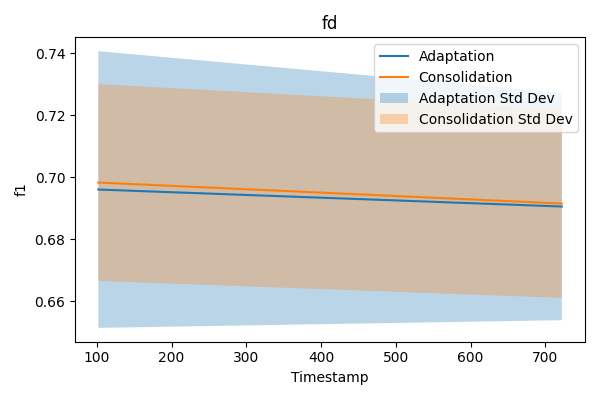 fd
0.74
0.72
0.70
0.68
0.66
f1
100
200
300
400
500
600
700
Timestamp
Adaptation
Consolidation
Adaptation Std Dev
Consolidation Std Dev